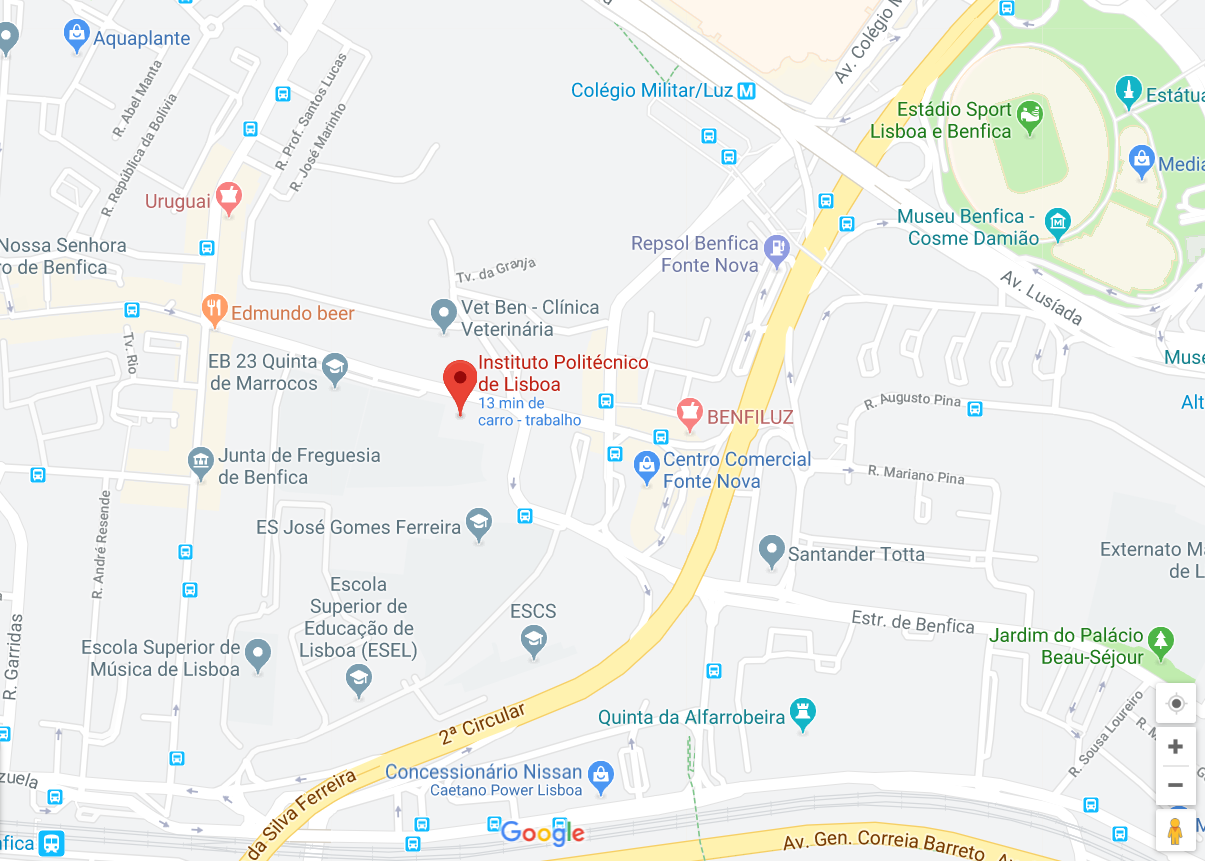 Aquaplante
R. Abel Manta
R. República da Bolívia
R. Prof. Santos Lucas
R. José Marinho
Colégio Militar/Luz M
Av. Colégio M
Estádio Sport
Lisboa e Benfica
Estátua
Media
Uruguai
Nossa Senhora
ro de Benfica
Museu Benfica -
Cosme Damião
Repsol Benfica
Fonte Nova
Tv. da Granja
Av. Lusíada
Edmundo beer
Vet Ben - Clínica
Veterinária
Tv. Rio
EB 23 Quinta
de Marrocos
Instituto Politécnico
de Lisboa
13 min de
carro - trabalho
Muse
Alt
R. Augusto Pina
BENFILUZ
Junta de Freguesia
de Benfica
Centro Comercial
Fonte Nova
R. Mariano Pina
R. André Resende
ES José Gomes Ferreira
Santander Totta
Externato Ma
de L
Escola
Superior de
Educação de
Lisboa (ESEL)
ESCS
Estr. de Benfica
Jardim do Palácio
Beau-Séjour
Escola Superior de
Música de Lisboa
R. Garridas
2ª Circular
Quinta da Alfarrobeira
R. Sousa Loureiro
R. M
zuela
Concessionário Nissan
Caetano Power Lisboa
da Silva Ferreira
nfica
Google
Av. Gen. Correia Barreto
M